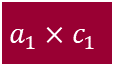 a₁ × c₁